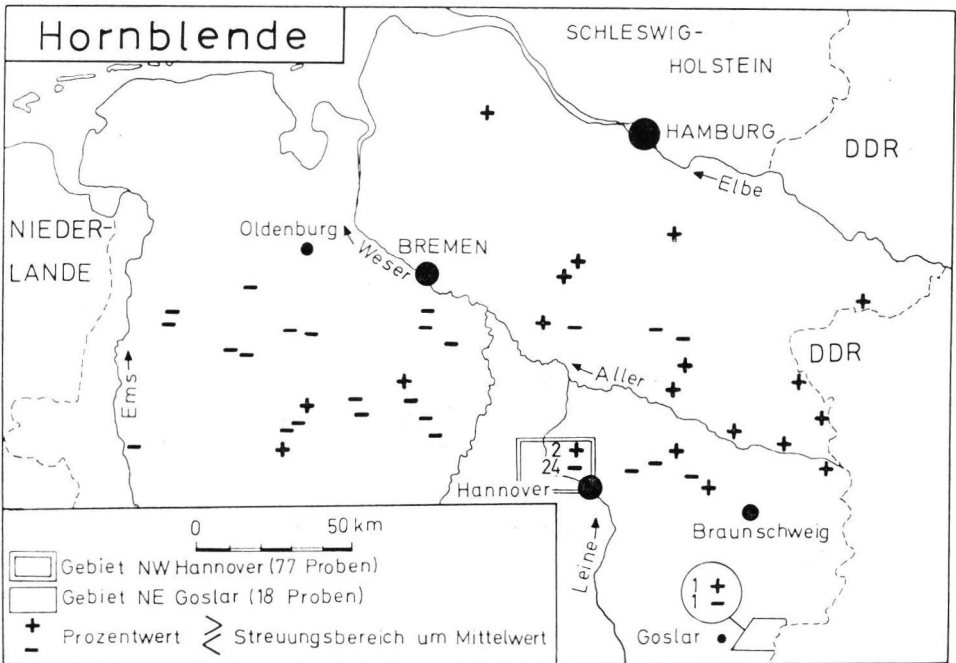 Hornblende
SCHLESWIG-
HOLSTEIN
HAMBURG
DDR
Elbe
NIEDER-
LANDE
Oldenburg
BREMEN
Weser
DDR
Ems
Aller
2 +
24 -
Hannover
Braunschweig
Leine
0 50 km
Gebiet NW Hannover (77 Proben)
Gebiet NE Goslar (18 Proben)
+ - Prozentwert > < Streuungsbereich um Mittelwert
1 +
1 -
Goslar